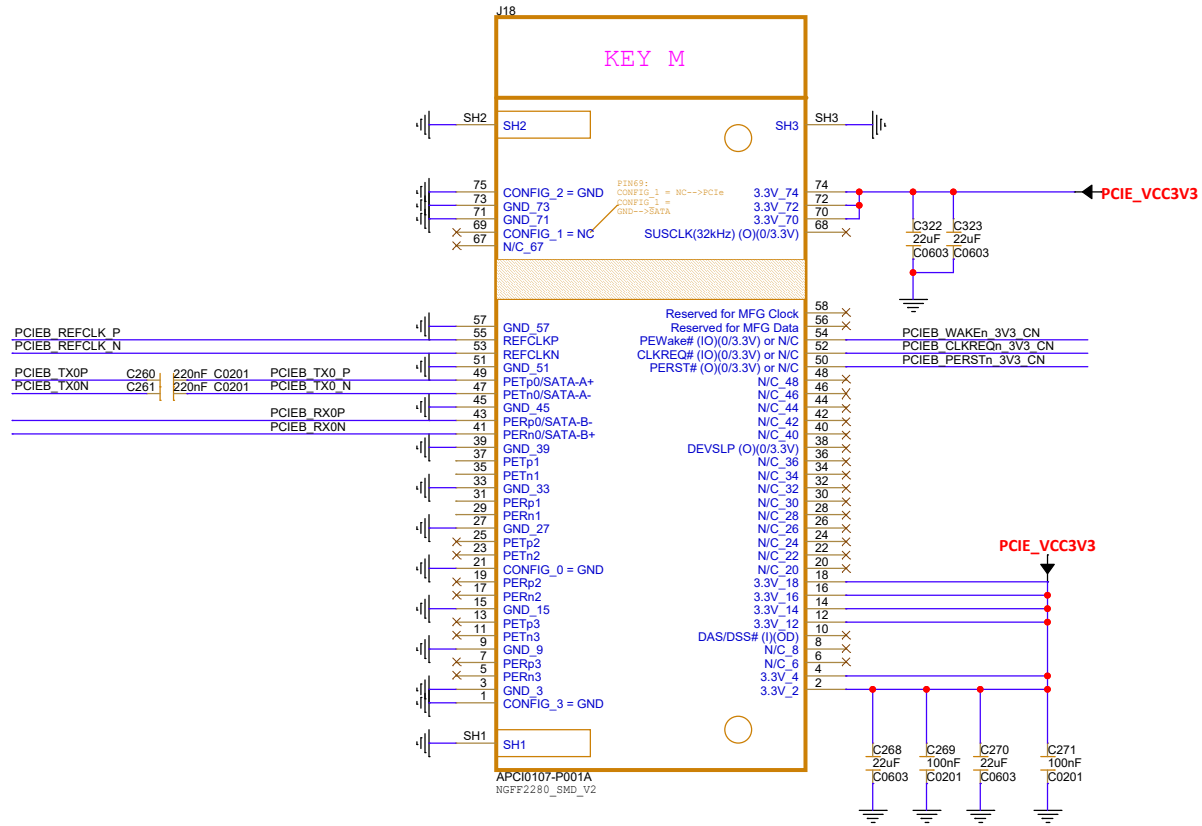 J18
KEY M
SH2 SH2 SH3 SH3
75 CONFIG_2 = GND 3.3V_74 74
73 GND_73 3.3V_72 72
71 GND_71 3.3V_70 70
69 CONFIG_1 = NC SUSCLK(32kHz) (O)(0/3.3V) 68
67 N/C_67
PIN69:
CONFIG_1 = NC-->PCIe
CONFIG_1 =
GND-->SATA
PCIE_VCC3V3
C322 C323
22uF 22uF
C0603 C0603
Reserved for MFG Clock 58
57 GND_57 Reserved for MFG Data 56
PCIEB_REFCLK_P 55 REFCLKP PEWake# (IO)(0/3.3V) or N/C 54 PCIEB_WAKEn_3V3_CN
PCIEB_REFCLK_N 53 REFCLKN CLKREQ# (IO)(0/3.3V) or N/C 52 PCIEB_CLKREQn_3V3_CN
51 GND_51 PERST# (O)(0/3.3V) or N/C 50 PCIEB_PERSTn_3V3_CN
PCIEB_TX0P C260 220nF C0201 PCIEB_TX0_P 49 PETp0/SATA-A+ N/C_48 48
PCIEB_TX0N C261 220nF C0201 PCIEB_TX0_N 47 PETn0/SATA-A- N/C_46 46
45 GND_45 N/C_44 44
PCIEB_RX0P 43 PERp0/SATA-B- N/C_42 42
PCIEB_RX0N 41 PERn0/SATA-B+ N/C_40 40
39 GND_39 DEVSLP (O)(0/3.3V) 38
37 PETp1 N/C_36 36
35 PETn1 N/C_34 34
33 GND_33 N/C_32 32
31 PERp1 N/C_30 30
29 PERn1 N/C_28 28
27 GND_27 N/C_26 26
25 PETp2 N/C_24 24
23 PETn2 N/C_22 22
21 CONFIG_0 = GND N/C_20 20
19 PERp2 3.3V_18 18
17 PERn2 3.3V_16 16
15 GND_15 3.3V_14 14
13 PETp3 3.3V_12 12
11 PETn3 DAS/DSS# (I)(OD) 10
9 GND_9 N/C_8 8
7 PERp3 N/C_6 6
5 PERn3 3.3V_4 4
3 GND_3 3.3V_2 2
1 CONFIG_3 = GND
PCIE_VCC3V3
SH1 SH1
C268 C269 C270 C271
22uF 100nF 22uF 100nF
C0603 C0201 C0603 C0201
APCI0107-P001A
NGFF2280_SMD_V2